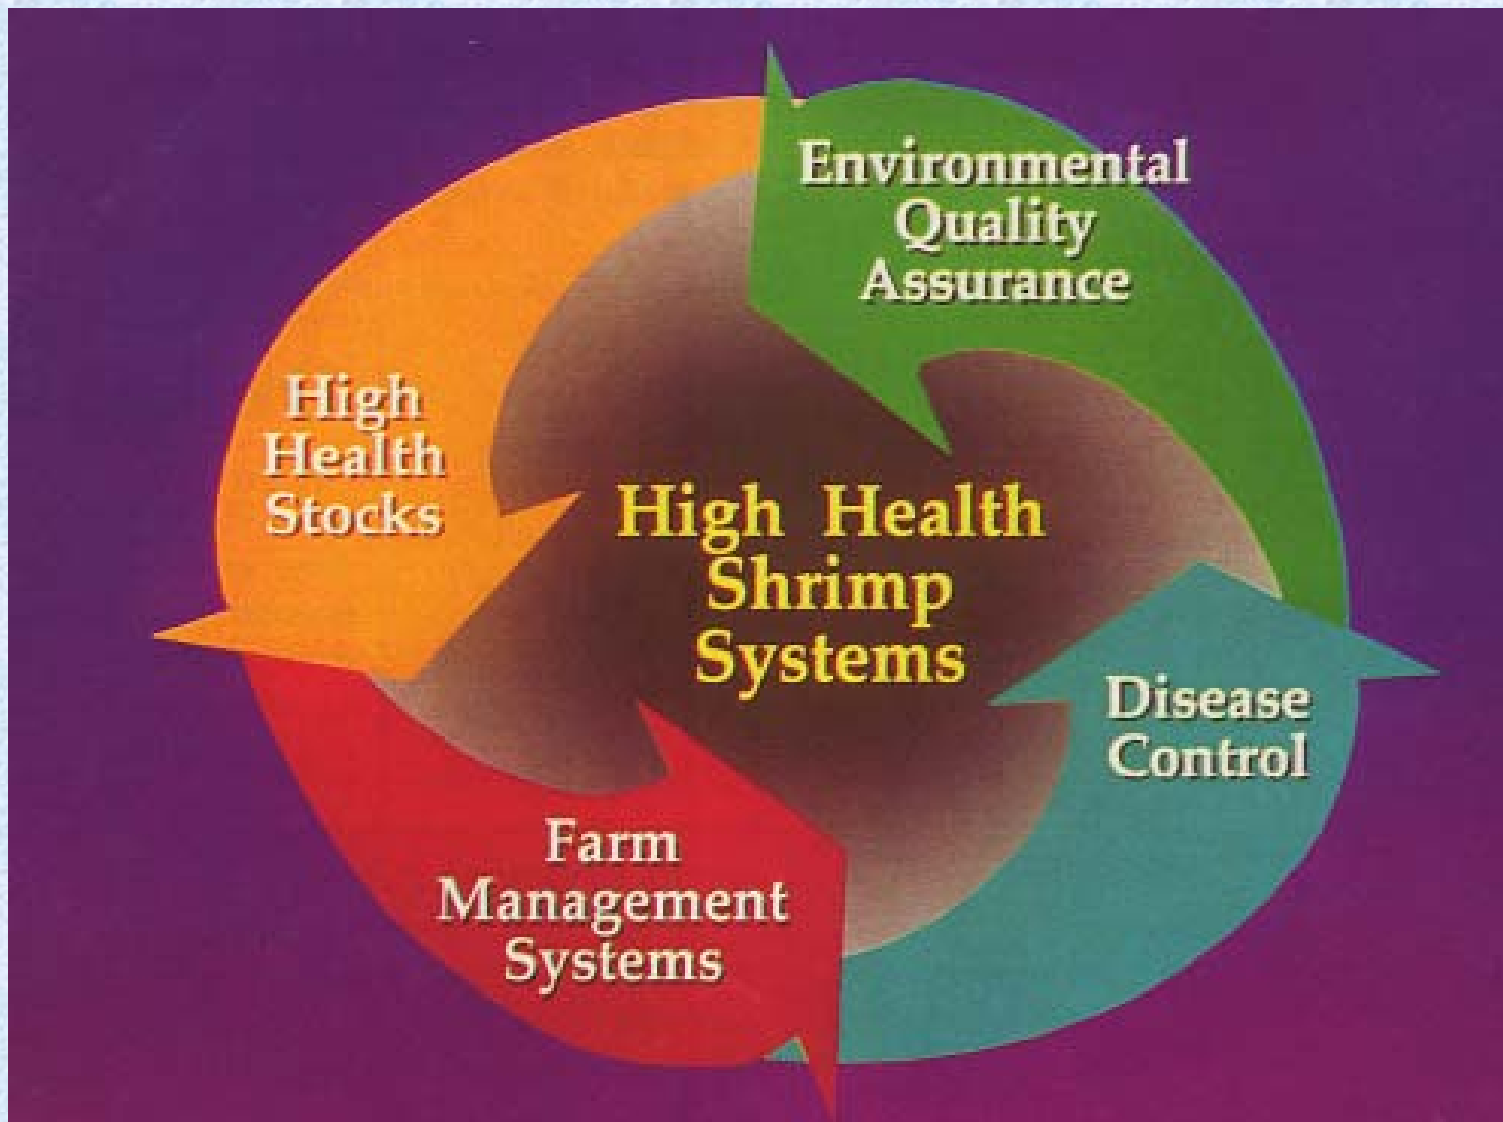 Environmental
Quality
Assurance
High
Health
Stocks
High Health
Shrimp
Systems
Disease
Control
Farm
Management
Systems